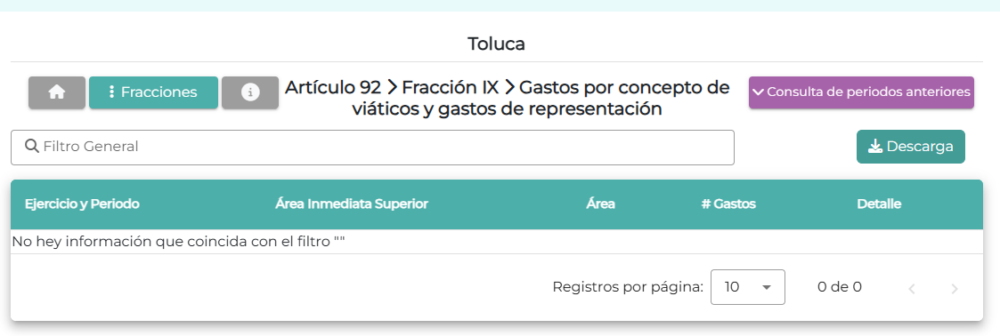 Toluca
Fracciones
Artículo 92 > Fracción IX > Gastos por concepto de
viáticos y gastos de representación
Consulta de periodos anteriores
Filtro General
Descarga
Ejercicio y Periodo Área Inmediata Superior Área # Gastos Detalle
No hey información que coincida con el filtro ""
Registros por página: 10 0 de 0